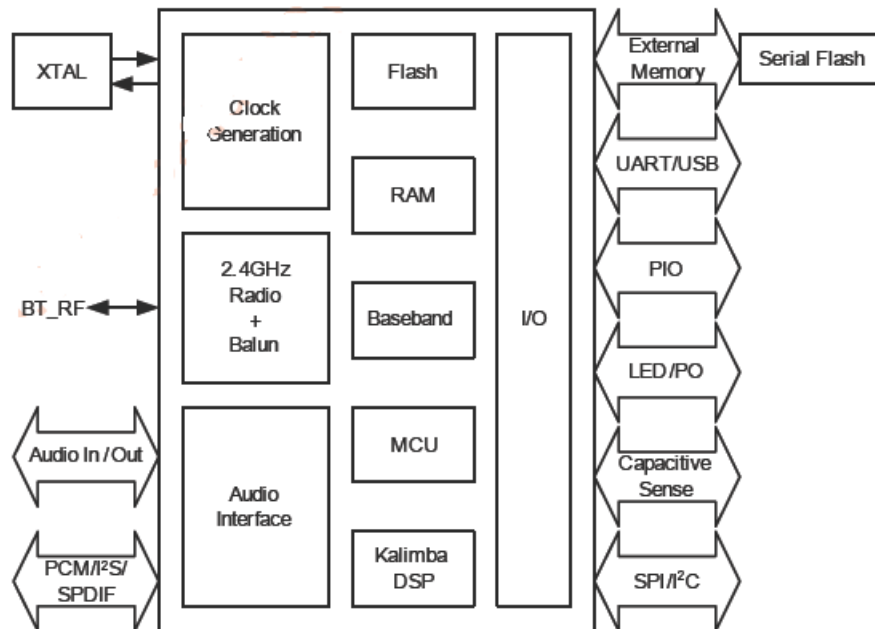 XTAL
BT_RF
Audio In/Out
PCM/I²S/
SPDIF
Clock
Generation
2.4GHz
Radio
+
Balun
Audio
Interface
Flash
RAM
Baseband
MCU
Kalimba
DSP
I/O
External
Memory
UART/USB
PIO
LED/PO
Capacitive
Sense
SPI/I²C
Serial Flash